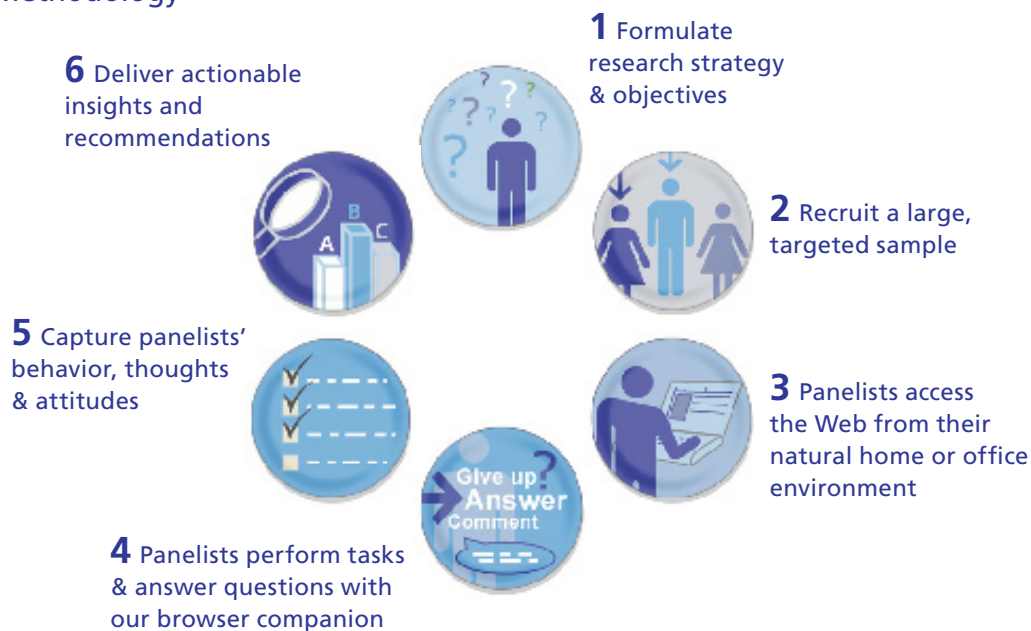 methodology
1 Formulate
research strategy
& objectives
2 Recruit a large,
targeted sample
3 Panelists access
the Web from their
natural home or office
environment
4 Panelists perform tasks
& answer questions with
our browser companion
5 Capture panelists’
behavior, thoughts
& attitudes
6 Deliver actionable
insights and
recommendations
? ? ? ? ? ? ? ? ?
A
B
C
Give up
?
Answer
Comment